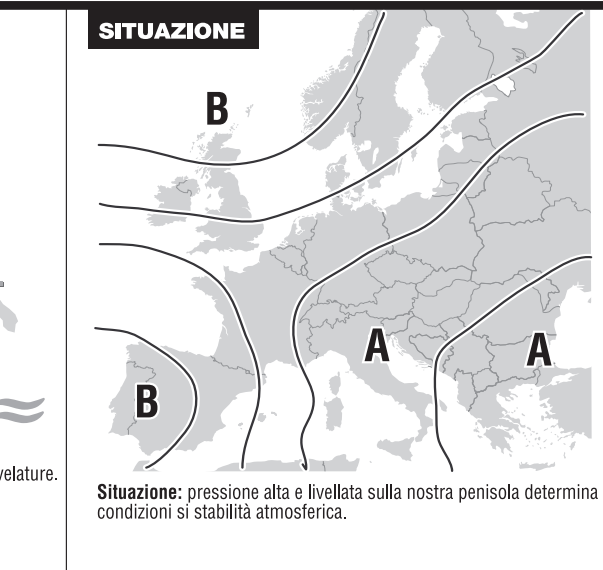 SITUAZIONE
B
A
A
B
velature.
Situazione: pressione alta e livellata sulla nostra penisola determina
condizioni si stabilità atmosferica.